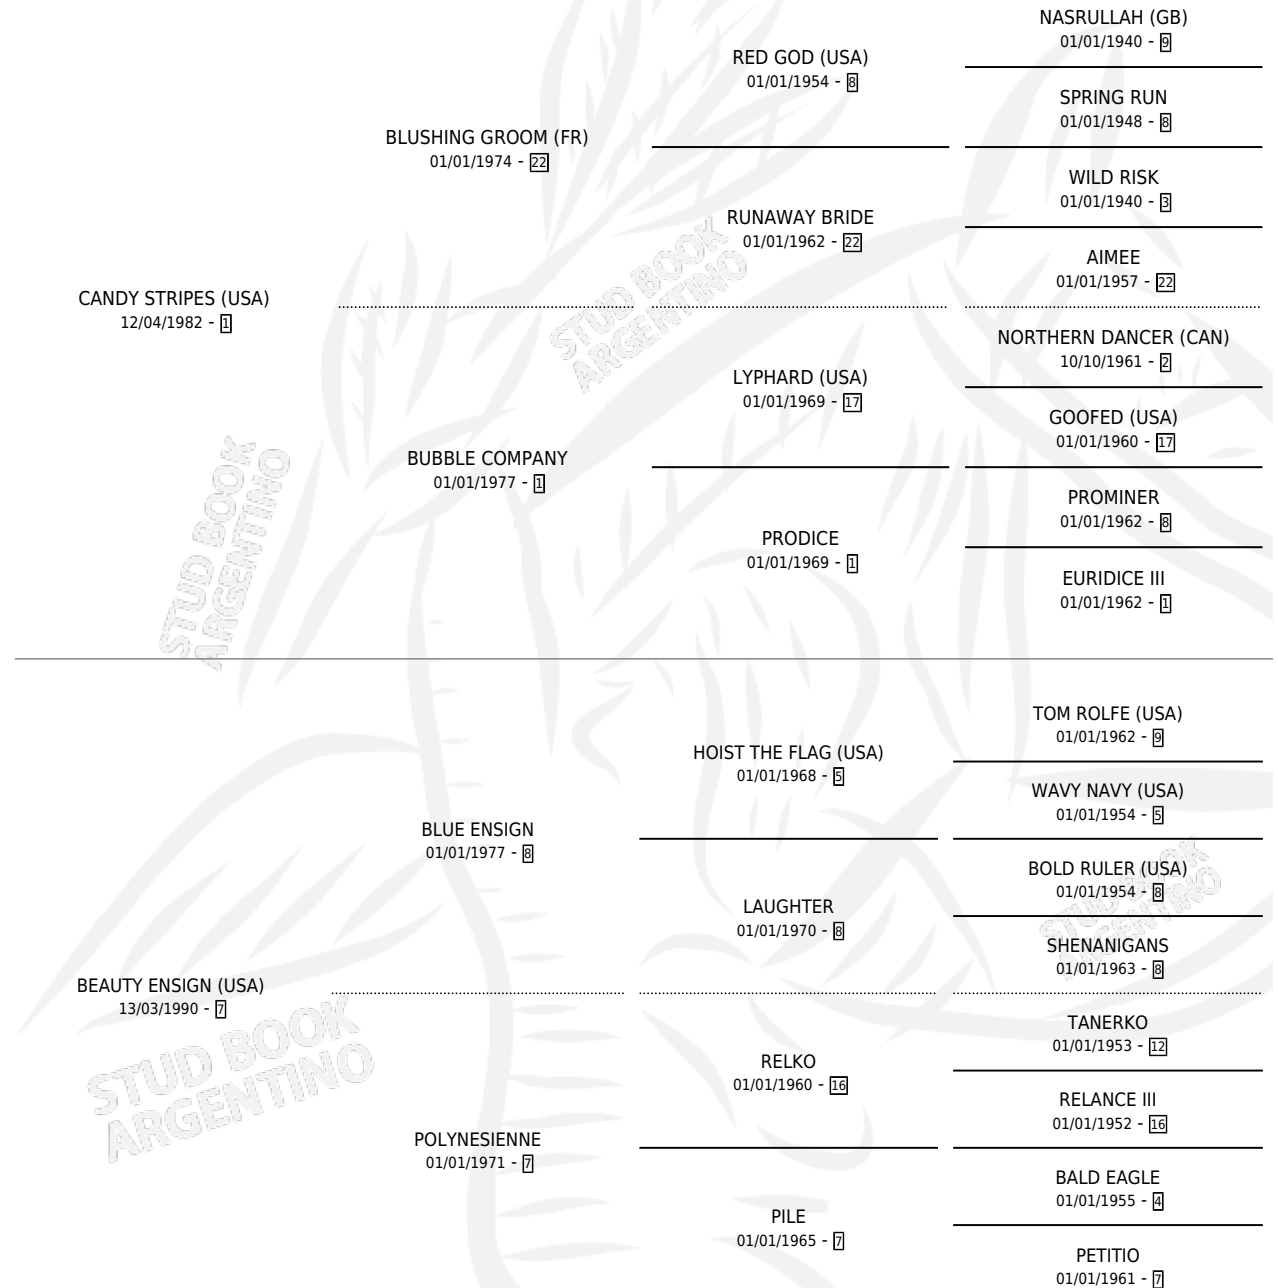 NASRULLAH (GB)
01/01/1940 - 9
RED GOD (USA)
01/01/1954 - 8
SPRING RUN
01/01/1948 - 8
BLUSHING GROOM (FR)
01/01/1974 - 22
WILD RISK
01/01/1940 - 3
RUNAWAY BRIDE
01/01/1962 - 22
AIMEE
01/01/1957 - 22
CANDY STRIPES (USA)
12/04/1982 - 1
NORTHERN DANCER (CAN)
10/10/1961 - 2
LYPHARD (USA)
01/01/1969 - 17
GOOFED (USA)
01/01/1960 - 17
BUBBLE COMPANY
01/01/1977 - 1
PROMINER
01/01/1962 - 8
PRODICE
01/01/1969 - 1
EURIDICE III
01/01/1962 - 1
STUD BOOK
ARGENTINO
STUD BOOK
ARGENTINO
TOM ROLFE (USA)
01/01/1962 - 9
HOIST THE FLAG (USA)
01/01/1968 - 5
WAVY NAVY (USA)
01/01/1954 - 5
BLUE ENSIGN
01/01/1977 - 8
BOLD RULER (USA)
01/01/1954 - 8
LAUGHTER
01/01/1970 - 8
SHENANIGANS
01/01/1963 - 8
STUD BOOK
ARGENTINO
BEAUTY ENSIGN (USA)
13/03/1990 - 7
TANERKO
01/01/1953 - 12
RELKO
01/01/1960 - 16
RELANCE III
01/01/1952 - 16
POLYNESIENNE
01/01/1971 - 7
BALD EAGLE
01/01/1955 - 4
PILE
01/01/1965 - 7
PETITIO
01/01/1961 - 7
STUD BOOK
ARGENTINO